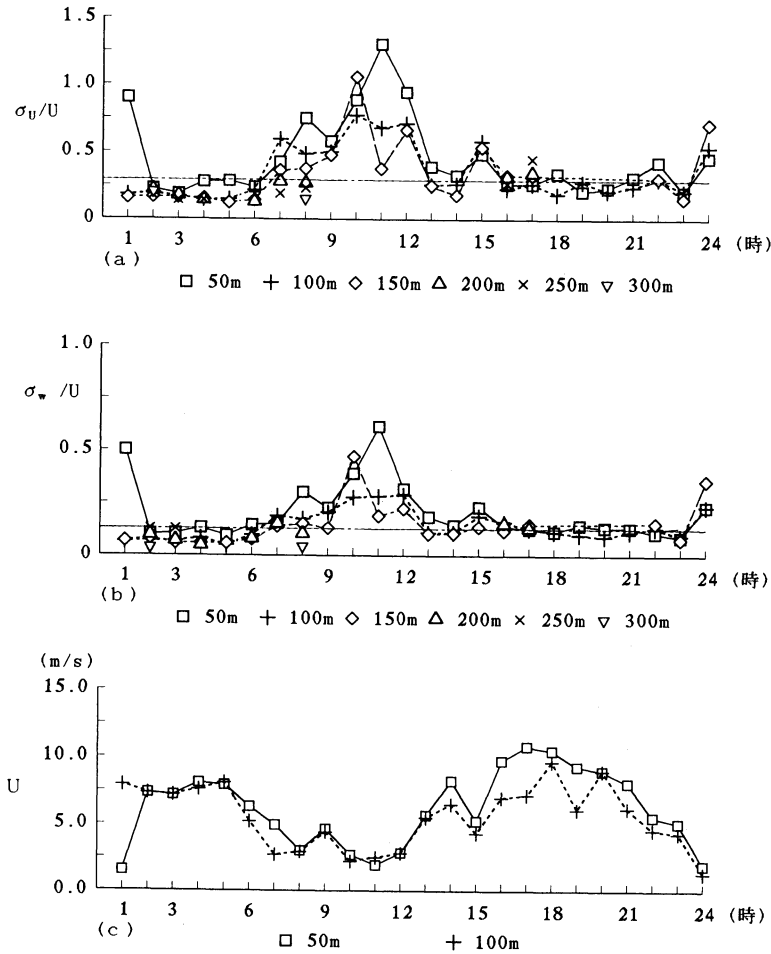 1.5
1.0
σU/U
0.5
0
1 3 6 9 12 15 18 21 24 (時)
(a)
□ 50m + 100m ◇ 150m △ 200m × 250m ▽ 300m
1.0
σw /U
0.5
0
1 3 6 9 12 15 18 21 24 (時)
(b)
□ 50m + 100m ◇ 150m △ 200m × 250m ▽ 300m
(m/s)
15.0
10.0
U
5.0
0.0
1 3 6 9 12 15 18 21 24 (時)
(c)
□ 50m + 100m